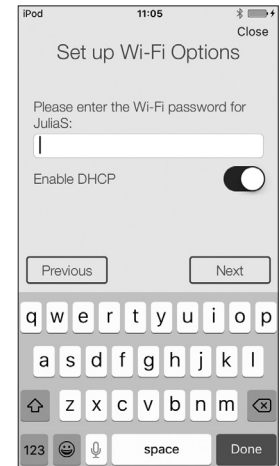 iPod 11:05
Close
Set up Wi-Fi Options
Please enter the Wi-Fi password for
JuliaS:
Enable DHCP
Previous Next
q w e r t y u i o p
a s d f g h j k l
z x c v b n m
123 space Done